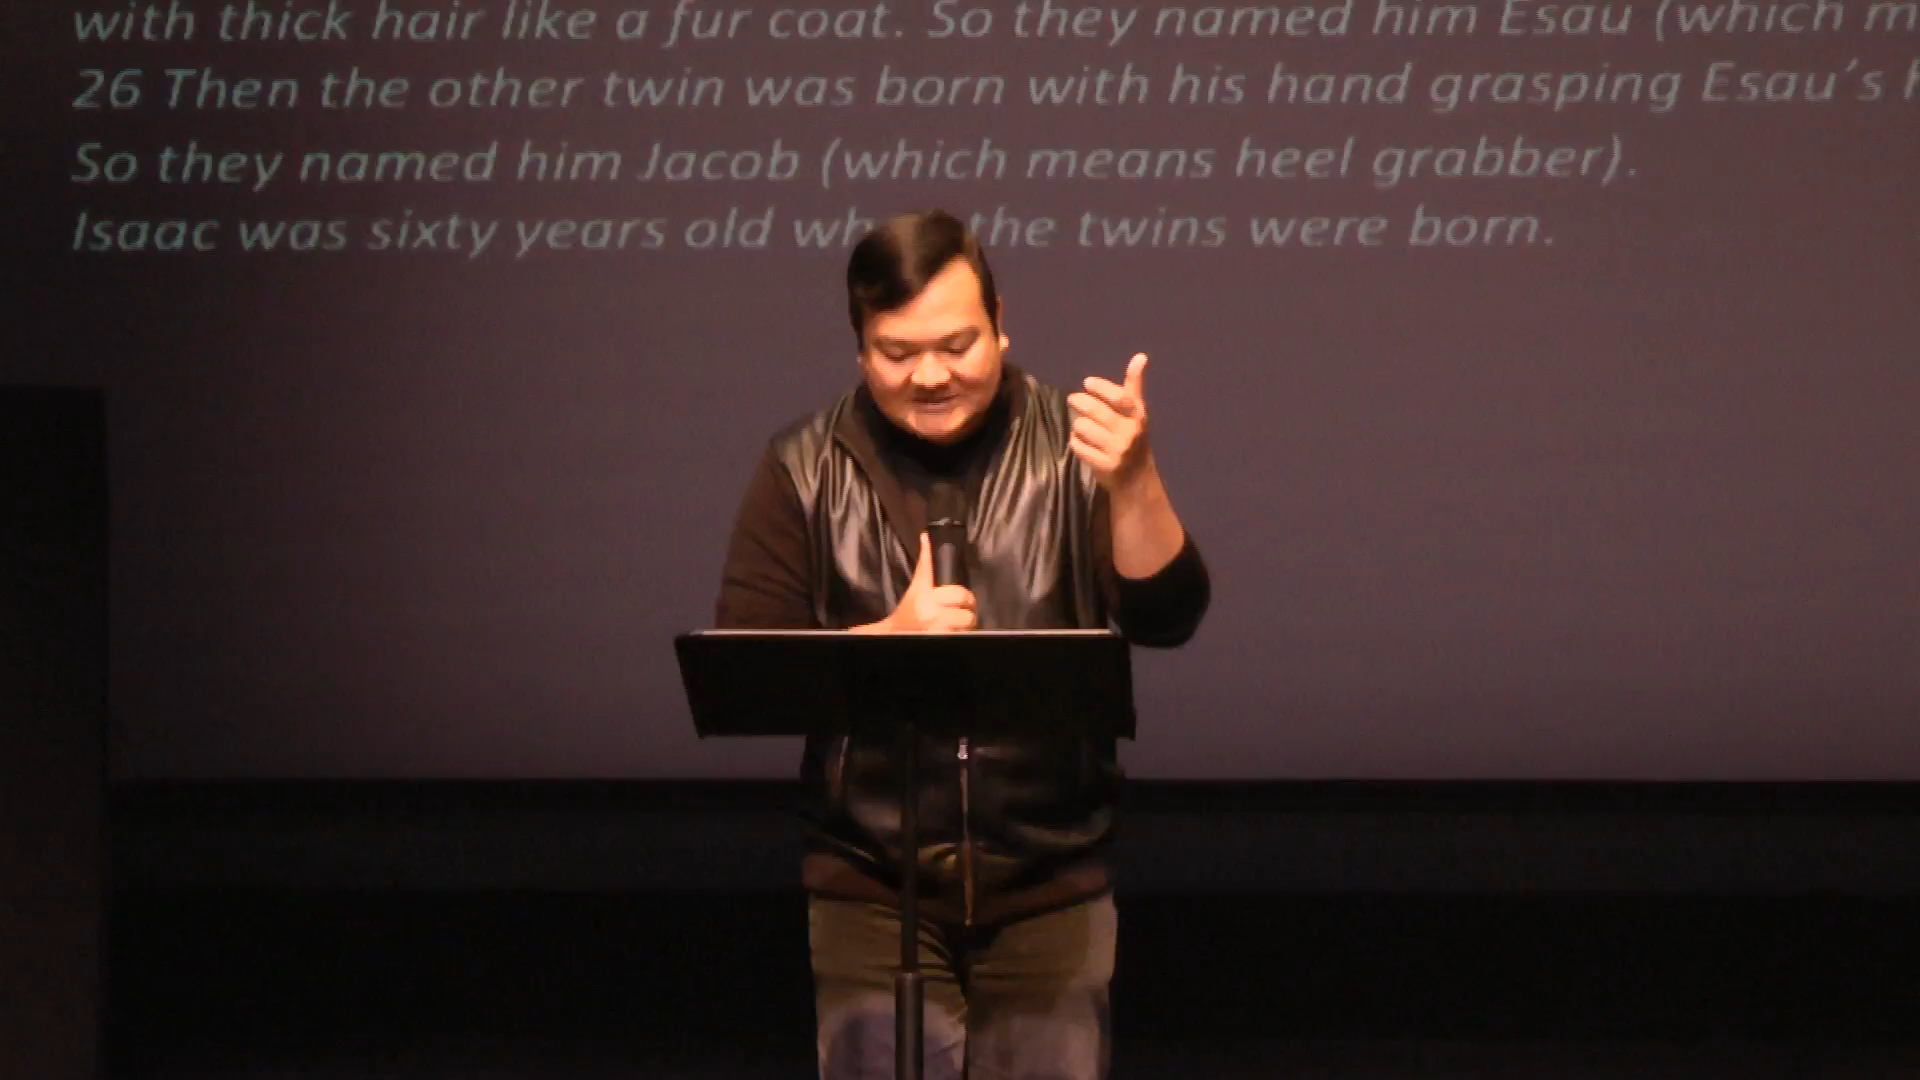 with thick hair like a fur coat. So they named him Esau (which
26 Then the other twin was born with his hand grasping Esau's
So they named him Jacob (which means heel grabber).
Isaac was sixty years old the twins were born.